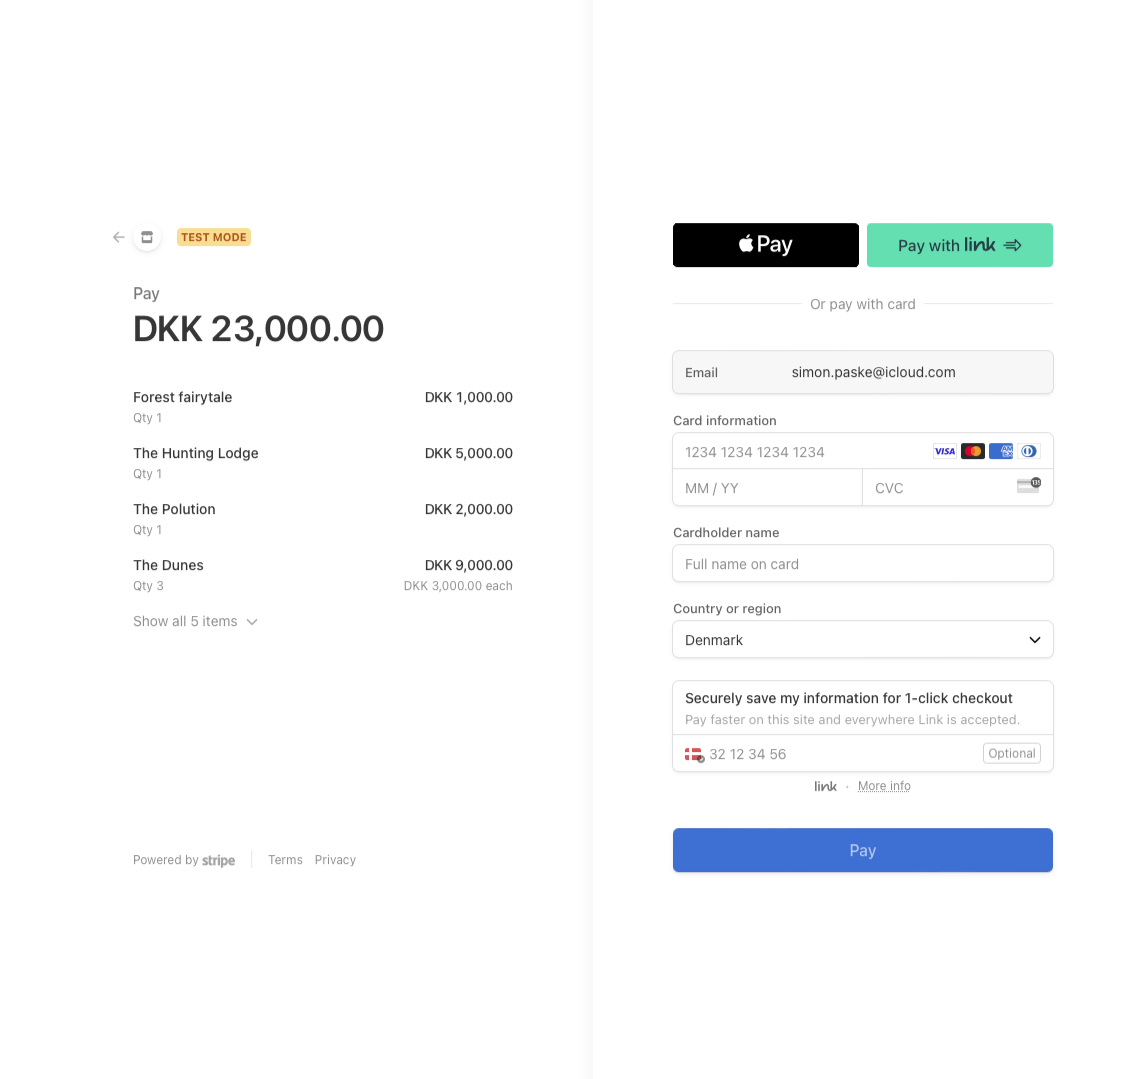 TEST MODE
Pay
DKK 23,000.00
Forest fairytale DKK 1,000.00
Qty 1
The Hunting Lodge DKK 5,000.00
Qty 1
The Polution DKK 2,000.00
Qty 1
The Dunes DKK 9,000.00
Qty 3 DKK 3,000.00 each
Show all 5 items
Powered by stripe Terms Privacy
Pay Pay with link
Or pay with card
Email simon.paske@icloud.com
Card information
1234 1234 1234 1234 VISA
MM / YY CVC 135
Cardholder name
Full name on card
Country or region
Denmark
Securely save my information for 1-click checkout
Pay faster on this site and everywhere Link is accepted.
32 12 34 56 Optional
link · More info
Pay